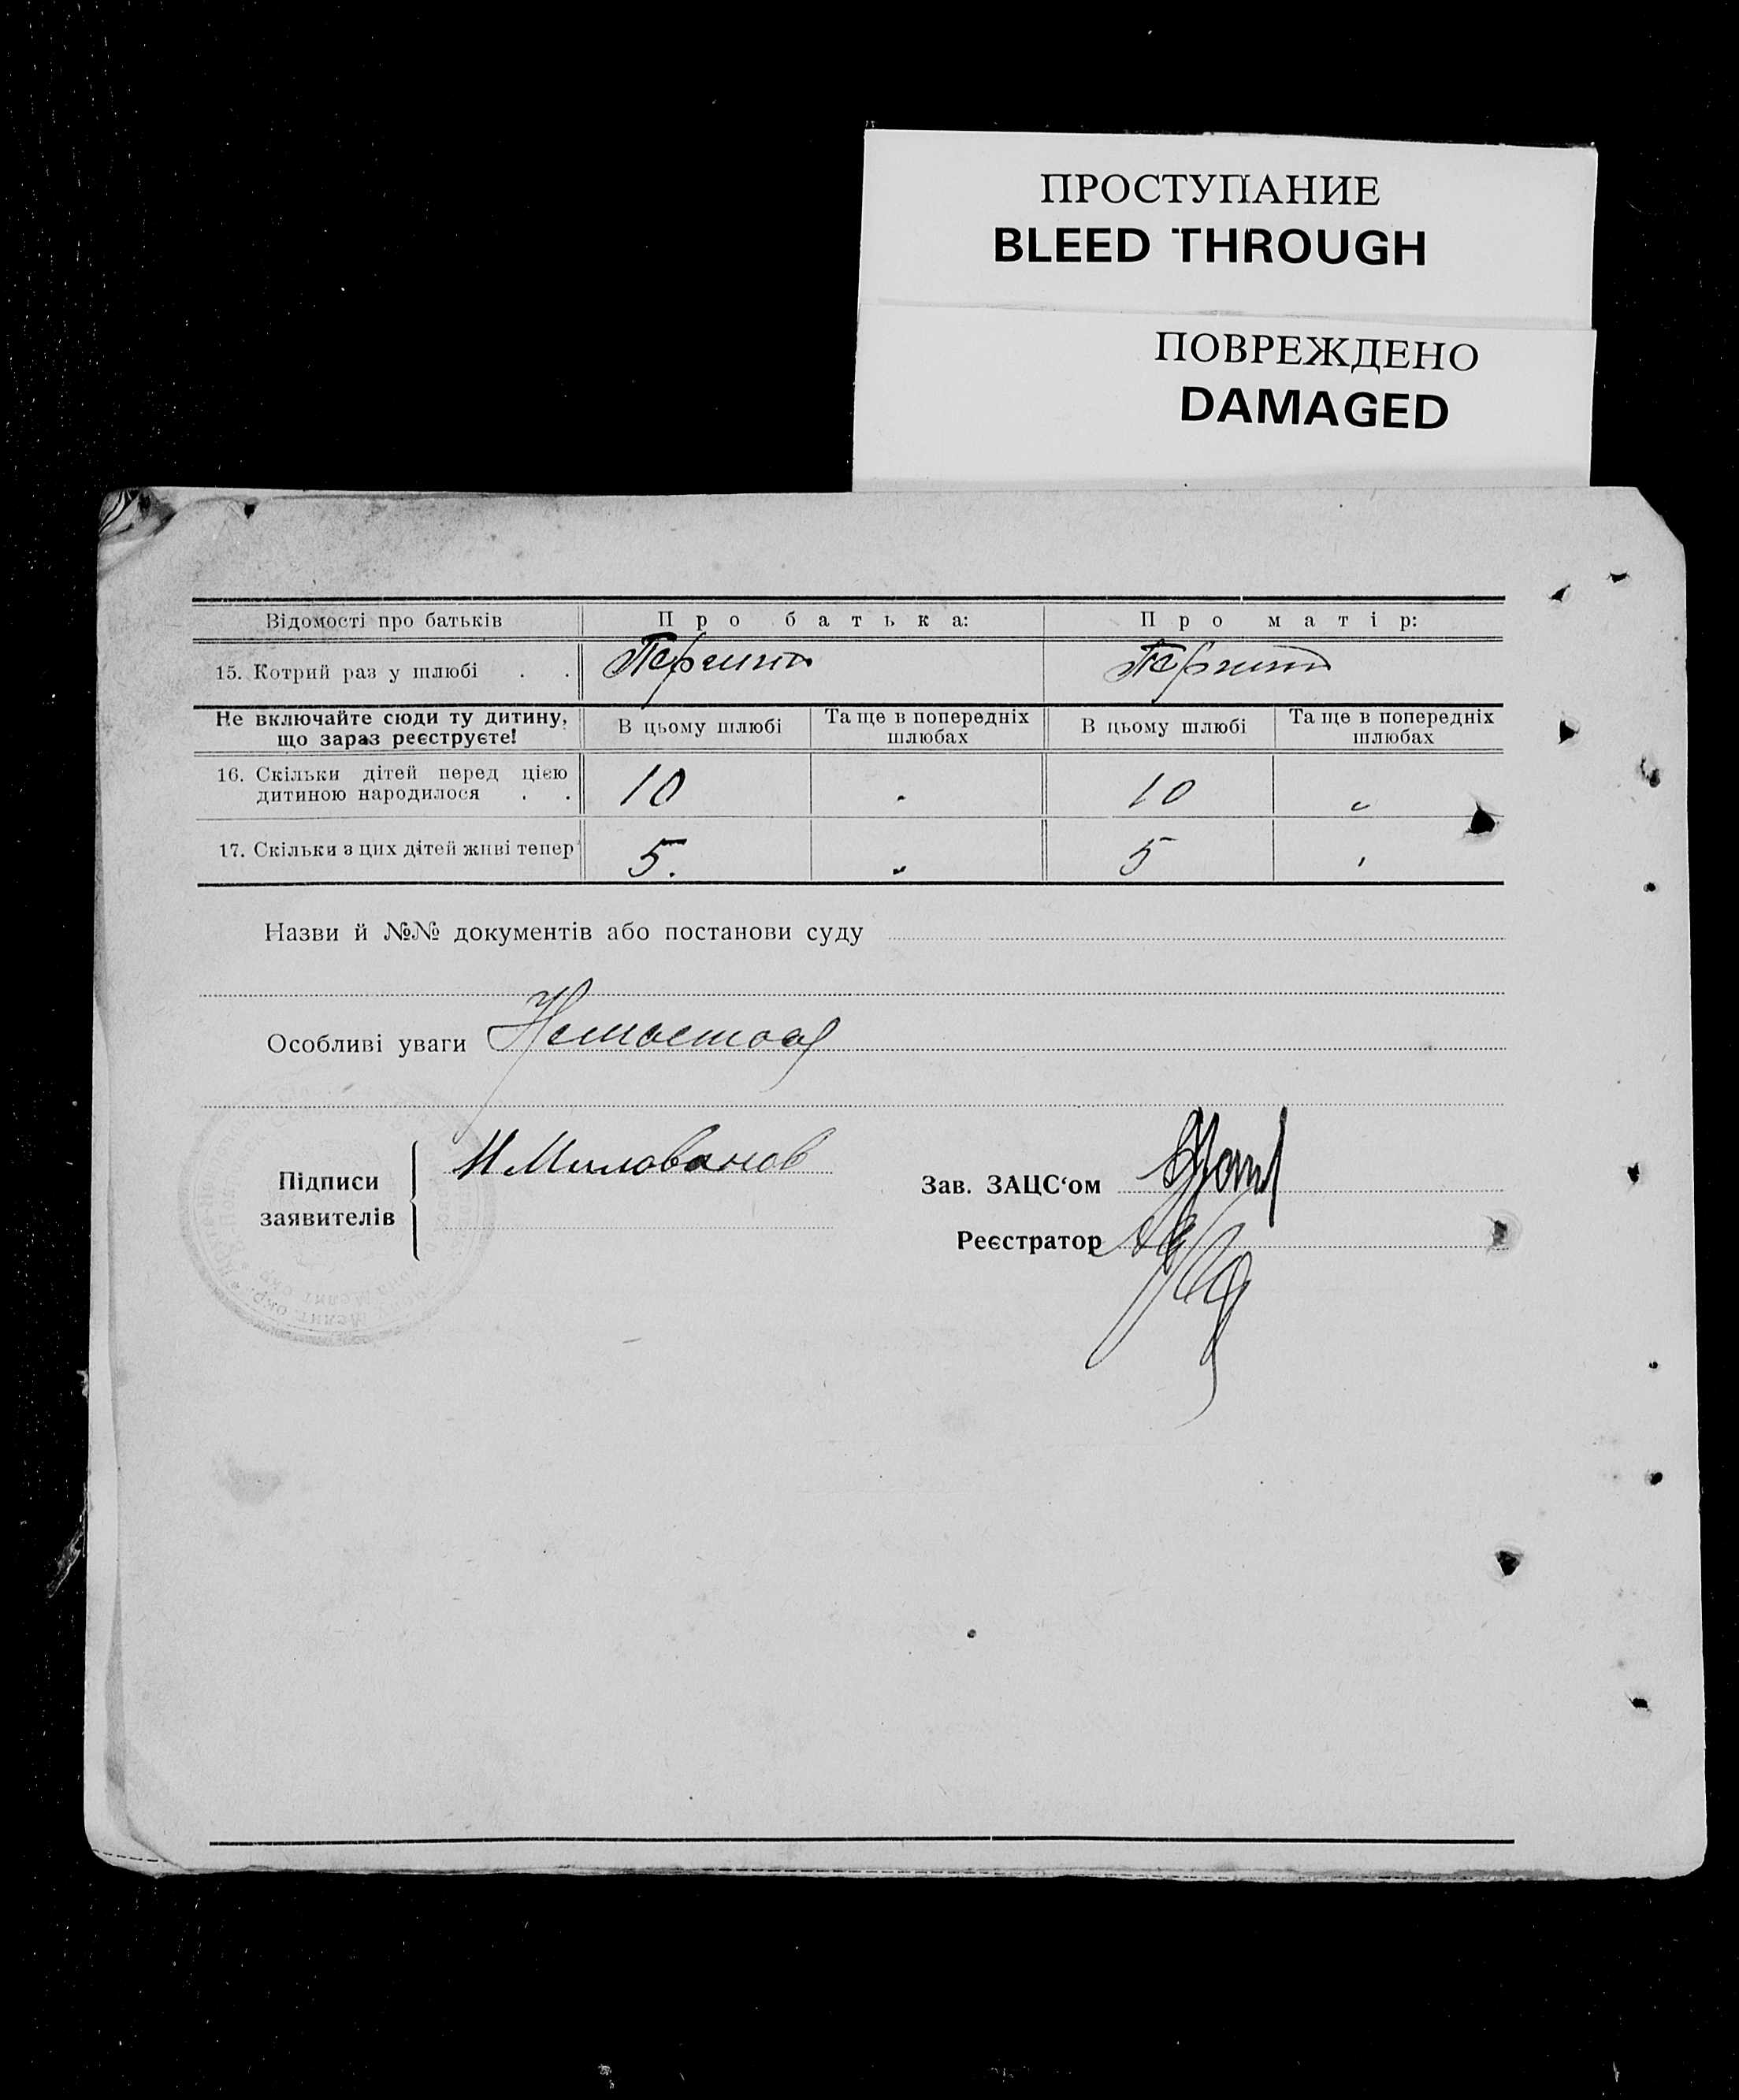 ПРОСТУПАНИЕ
BLEED THROUGH
ПОВРЕЖДЕНО
DAMAGED
Відомості про батьків Про батька: Про матір:
15. Котрий раз у шлюбі . .
Не включайте сюди ту дитину, що зараз реєструєте! В цьому шлюбі Та ще в попередніх шлюбах В цьому шлюбі Та ще в попередніх шлюбах
16. Скільки дітей перед цією
дитиною народилося . . 10 10 "
17. Скільки з цих дітей живі тепер 5. " 5
Назви й №№ документів або постанови суду
Особливі уваги
Підписи
заявителів
И Милованов
Зав. ЗАЦС‘ом
Реєстратор